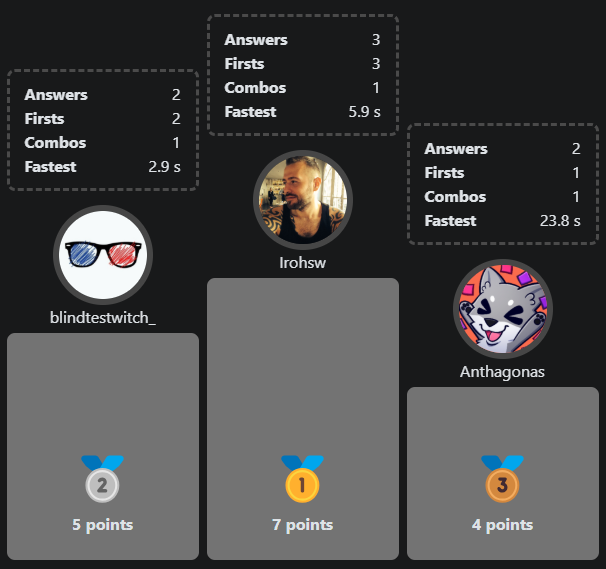 Answers 2
Firsts 2
Combos 1
Fastest 2.9 s
blindtestwitch_
2
5 points
Answers 3
Firsts 3
Combos 1
Fastest 5.9 s
Irohsw
1
7 points
Answers 2
Firsts 1
Combos 1
Fastest 23.8 s
Anthagonas
3
4 points